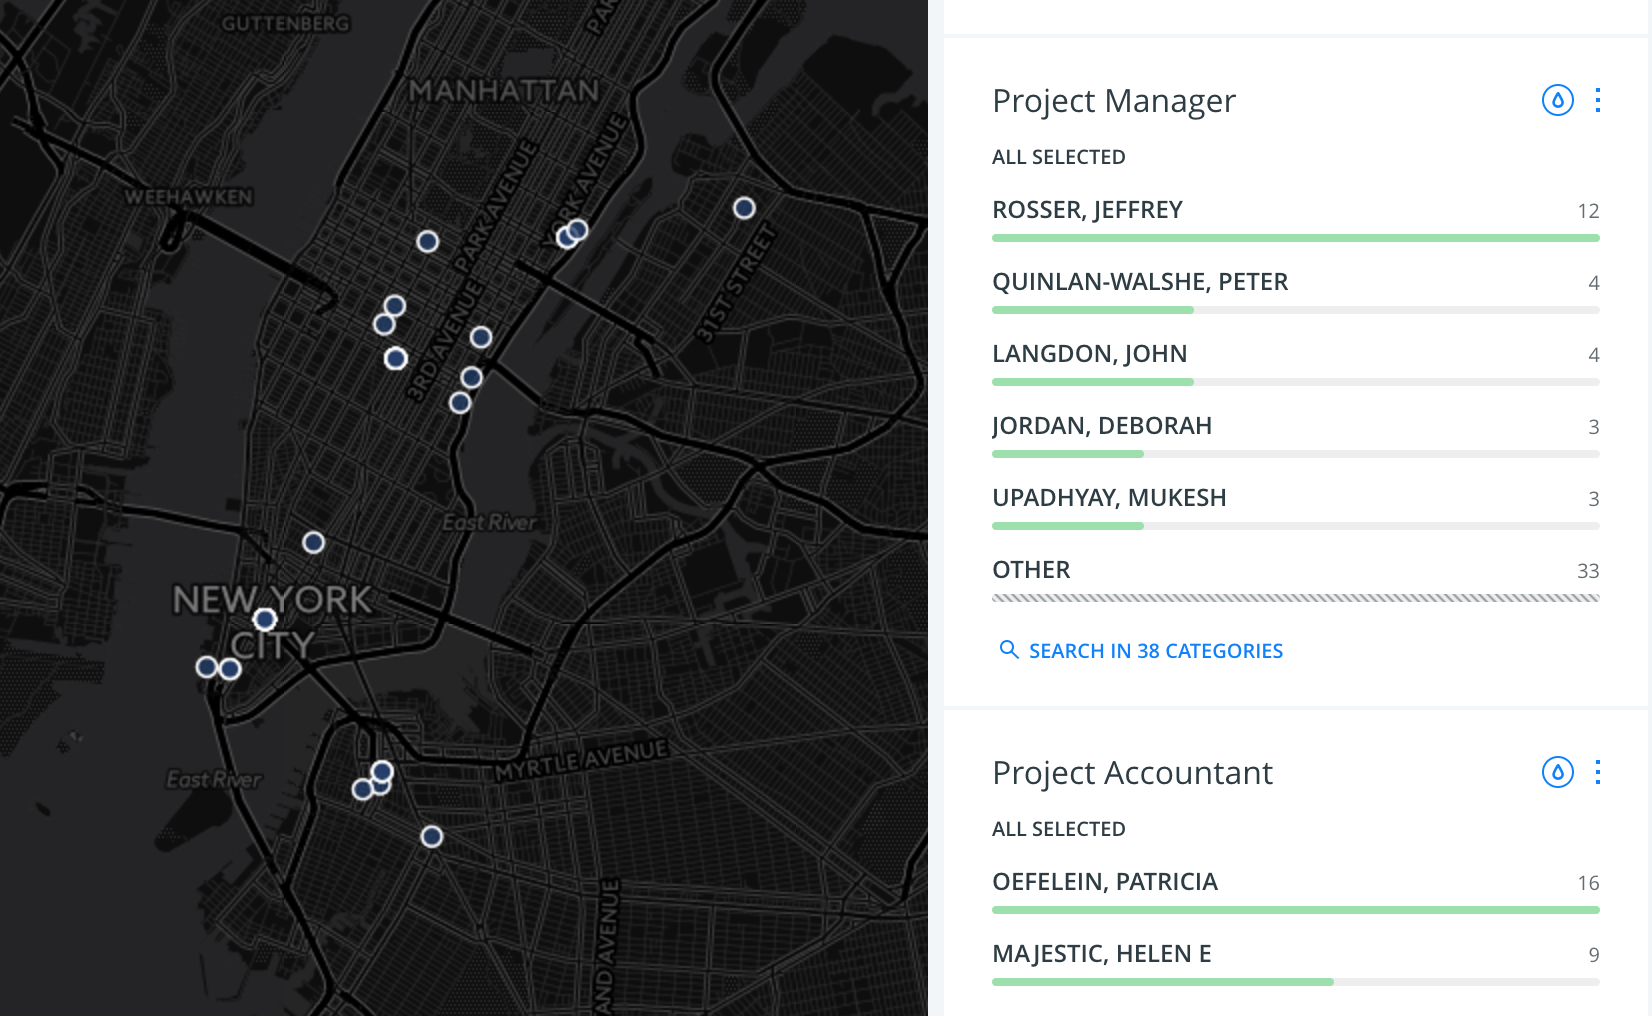 GUTTENBERG
MANHATTAN
WEEHAWKEN
PARK AVENUE
YORK AVENUE
3RD AVENUE
31ST STREET
East River
NEW YORK
CITY
East River
MYRTLE AVENUE
AND AVENUE
Project Manager
ALL SELECTED
ROSSER, JEFFREY 12
QUINLAN-WALSHE, PETER 4
LANGDON, JOHN 4
JORDAN, DEBORAH 3
UPADHYAY, MUKESH 3
OTHER 33
SEARCH IN 38 CATEGORIES
Project Accountant
ALL SELECTED
OEFELEIN, PATRICIA 16
MAJESTIC, HELEN E 9